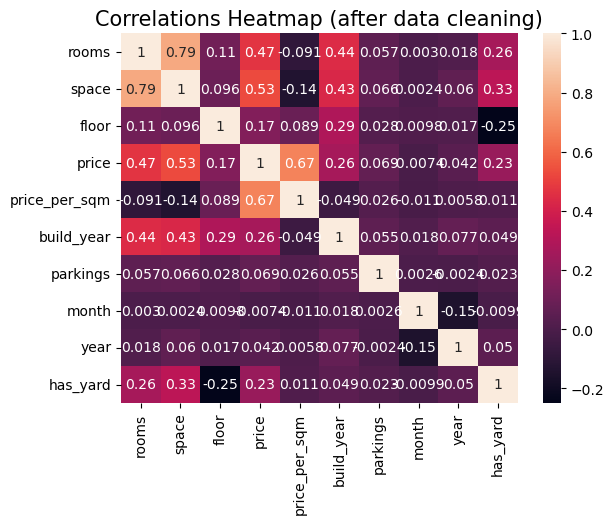 Correlations Heatmap (after data cleaning)
rooms 1 0.79 0.11 0.47 -0.091 0.44 0.057 0.003 0.018 0.26
space 0.79 1 0.096 0.53 -0.14 0.43 0.066 0.0024 0.06 0.33
floor 0.11 0.096 1 0.17 0.089 0.29 0.028 0.0098 0.017 -0.25
price 0.47 0.53 0.17 1 0.67 0.26 0.069 -0.0074 0.042 0.23
price_per_sqm -0.091 -0.14 0.089 0.67 1 -0.049 0.026 -0.011 0.0058 0.011
build_year 0.44 0.43 0.29 0.26 -0.049 1 0.055 0.018 0.077 0.049
parkings 0.057 0.066 0.028 0.069 0.026 0.055 1 0.0026 -0.0024 0.023
month 0.003 0.0024 0.0098 -0.0074 -0.011 0.018 0.0026 1 -0.15 -0.0099
year 0.018 0.06 0.017 0.042 0.0058 0.077 -0.0024 -0.15 1 0.05
has_yard 0.26 0.33 -0.25 0.23 0.011 0.049 0.023 -0.0099 0.05 1
rooms
space
floor
price
price_per_sqm
build_year
parkings
month
year
has_yard
1.0
0.8
0.6
0.4
0.2
0.0
−0.2